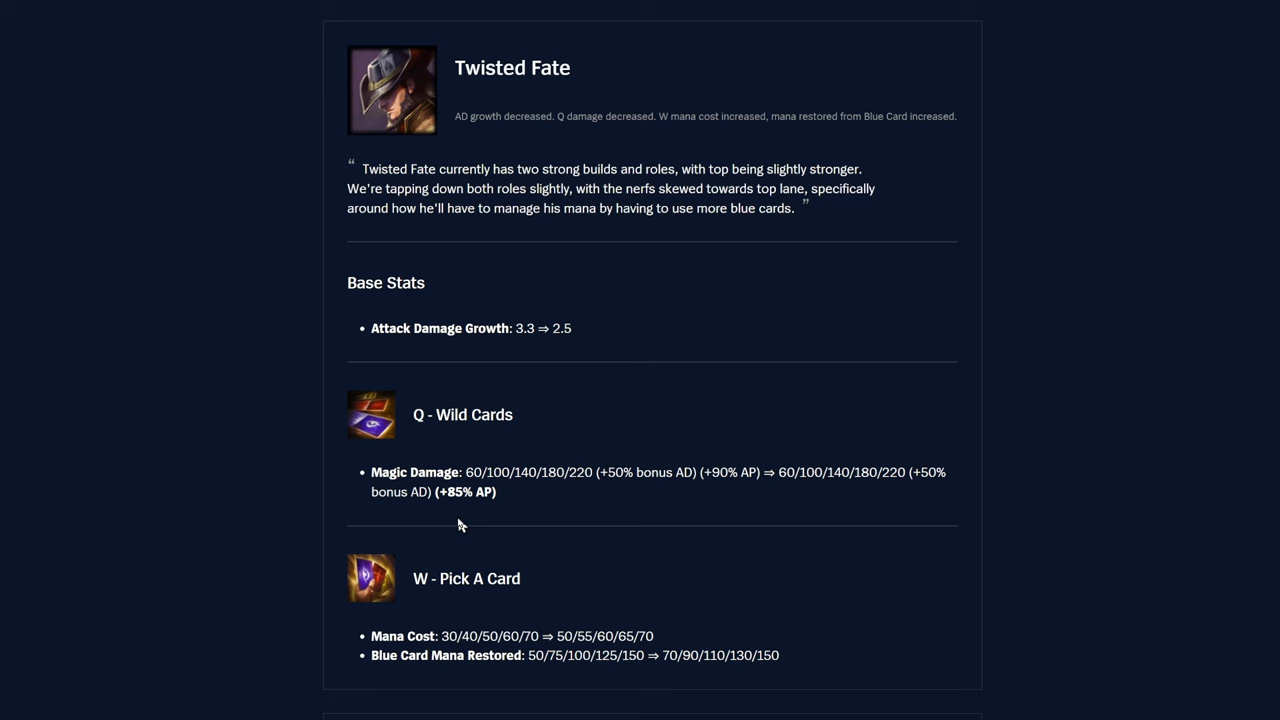 Twisted Fate
AD growth decreased. Q damage decreased. W mana cost increased, mana restored from Blue Card increased.
“ Twisted Fate currently has two strong builds and roles, with top being slightly stronger.
We're tapping down both roles slightly, with the nerfs skewed towards top lane, specifically
around how he'll have to manage his mana by having to use more blue cards. ”
Base Stats
• Attack Damage Growth: 3.3 ⇒ 2.5
Q - Wild Cards
• Magic Damage: 60/100/140/180/220 (+50% bonus AD) (+90% AP) ⇒ 60/100/140/180/220 (+50%
bonus AD) (+85% AP)
W - Pick A Card
• Mana Cost: 30/40/50/60/70 ⇒ 50/55/60/65/70
• Blue Card Mana Restored: 50/75/100/125/150 ⇒ 70/90/110/130/150